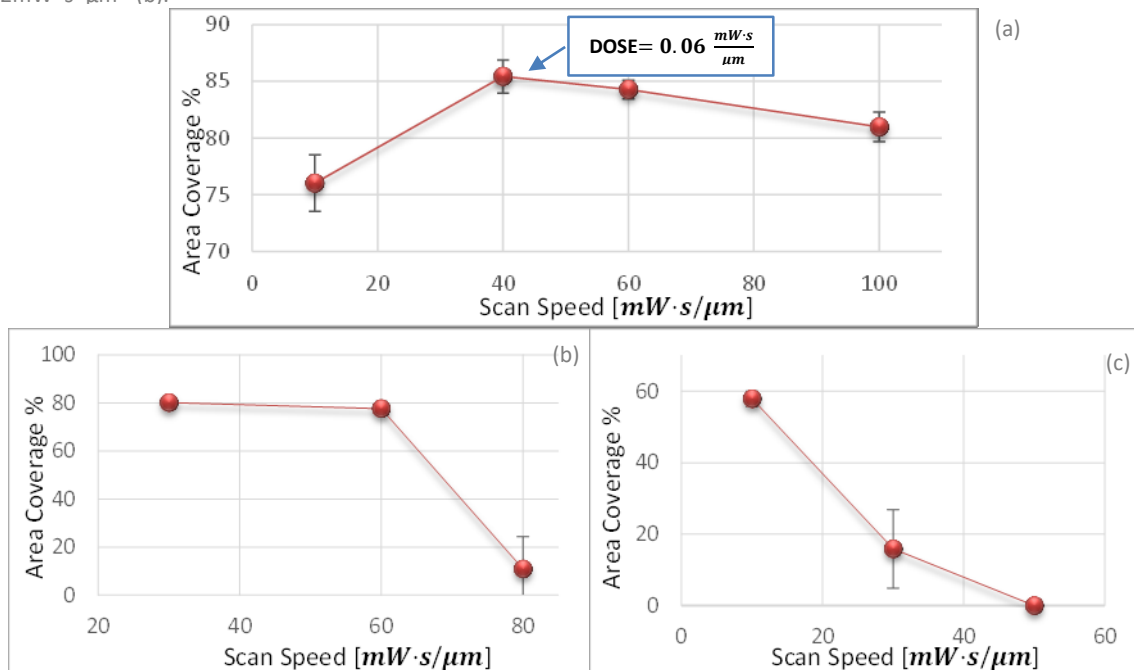 (b).
90
(a)
DOSE= 0.06 mW·s/μm
85
80
75
70
Area Coverage %
0 20 40 60 80 100
Scan Speed [mW·s/μm]
100
(b)
80
60
40
20
0
Area Coverage %
20 40 60 80
Scan Speed [mW·s/μm]
(c)
60
40
20
0
Area Coverage %
0 20 40 60
Scan Speed [mW·s/μm]